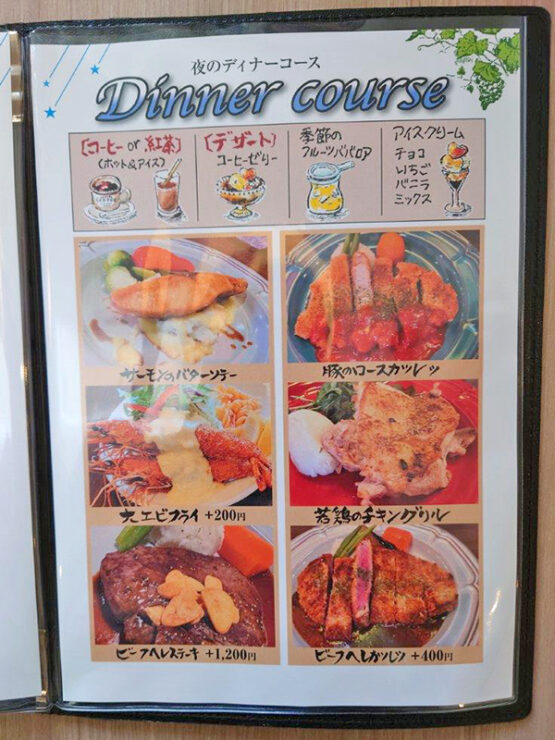 夜のディナーコース
Dinner course
[コーヒー or 紅茶]
(ホット&アイス)
[デザート]
コーヒーゼリー
季節の
フルーツババロア
アイスクリーム
チョコ
いちご
バニラ
ミックス
サーモンのバターソテー
豚のロースカツレツ
大エビフライ +200円
若鶏のチキングリル
ビーフヘレステーキ +1,200円
ビーフヘレカツレツ +400円